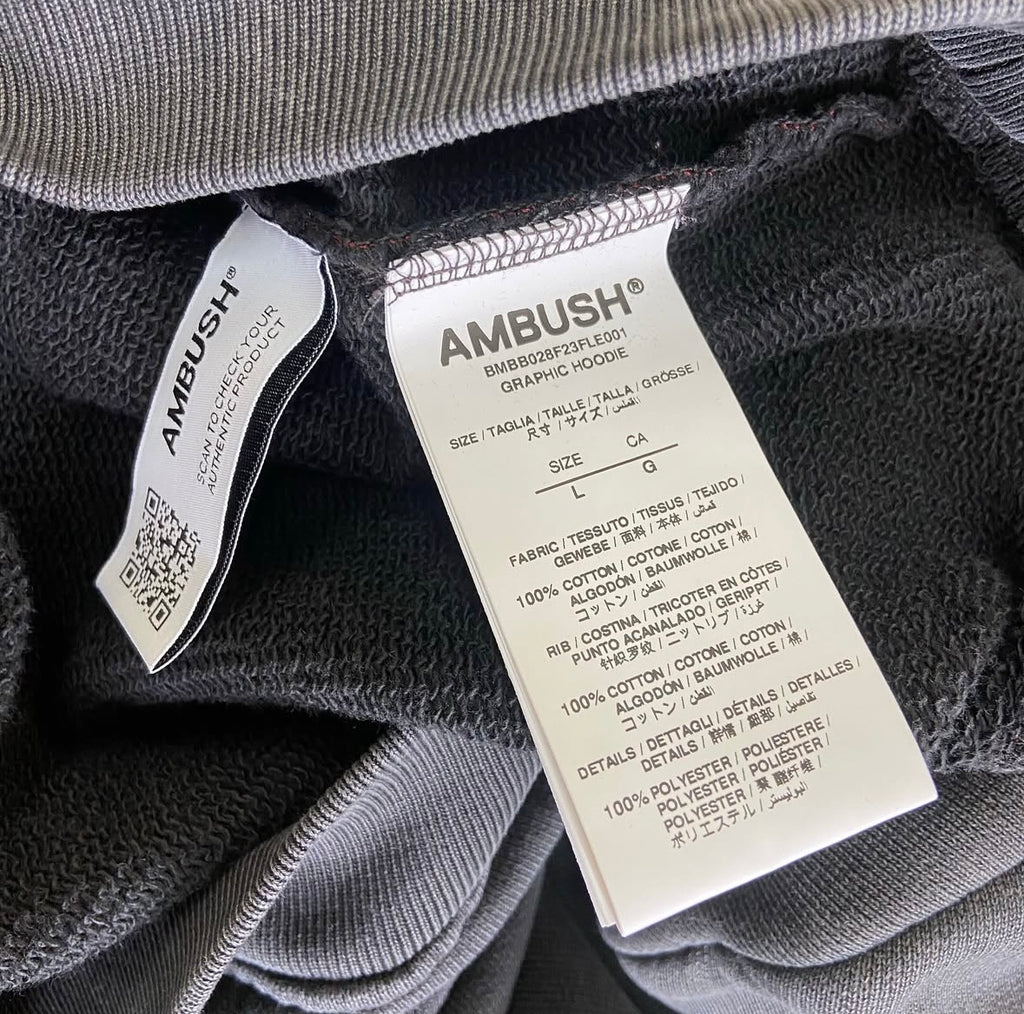 AMBUSH®
SCAN TO CHECK YOUR
AUTHENTIC PRODUCT
AMBUSH®
BMBB028F23FLE001
GRAPHIC HOODIE
SIZE / TAGLIA / TAILLE / TALLA / GRÖSSE /
尺寸 / サイズ /
SIZE CA
L G
FABRIC / TESSUTO / TISSUS / TEJIDO /
GEWEBE / 面料 / 本体 / قماش
100% COTTON / COTONE / COTON /
ALGODÓN / BAUMWOLLE / 棉 /
コットン / القطن
RIB / COSTINA / TRICOTER EN CÔTES /
PUNTO ACANALADO / GERIPPT /
针织罗纹 / ニットリブ /
100% COTTON / COTONE / COTON /
ALGODÓN / BAUMWOLLE / 棉 /
コットン / القطن
DETAILS / DETTAGLI / DÉTAILS / DETALLES /
DETAILS / 詳情 / 細部 / تفاصيل
100% POLYESTER / POLIESTERE /
POLYESTER / POLIÉSTER /
POLYESTER / 聚酯纤维 /
ポリエステル / البوليستر